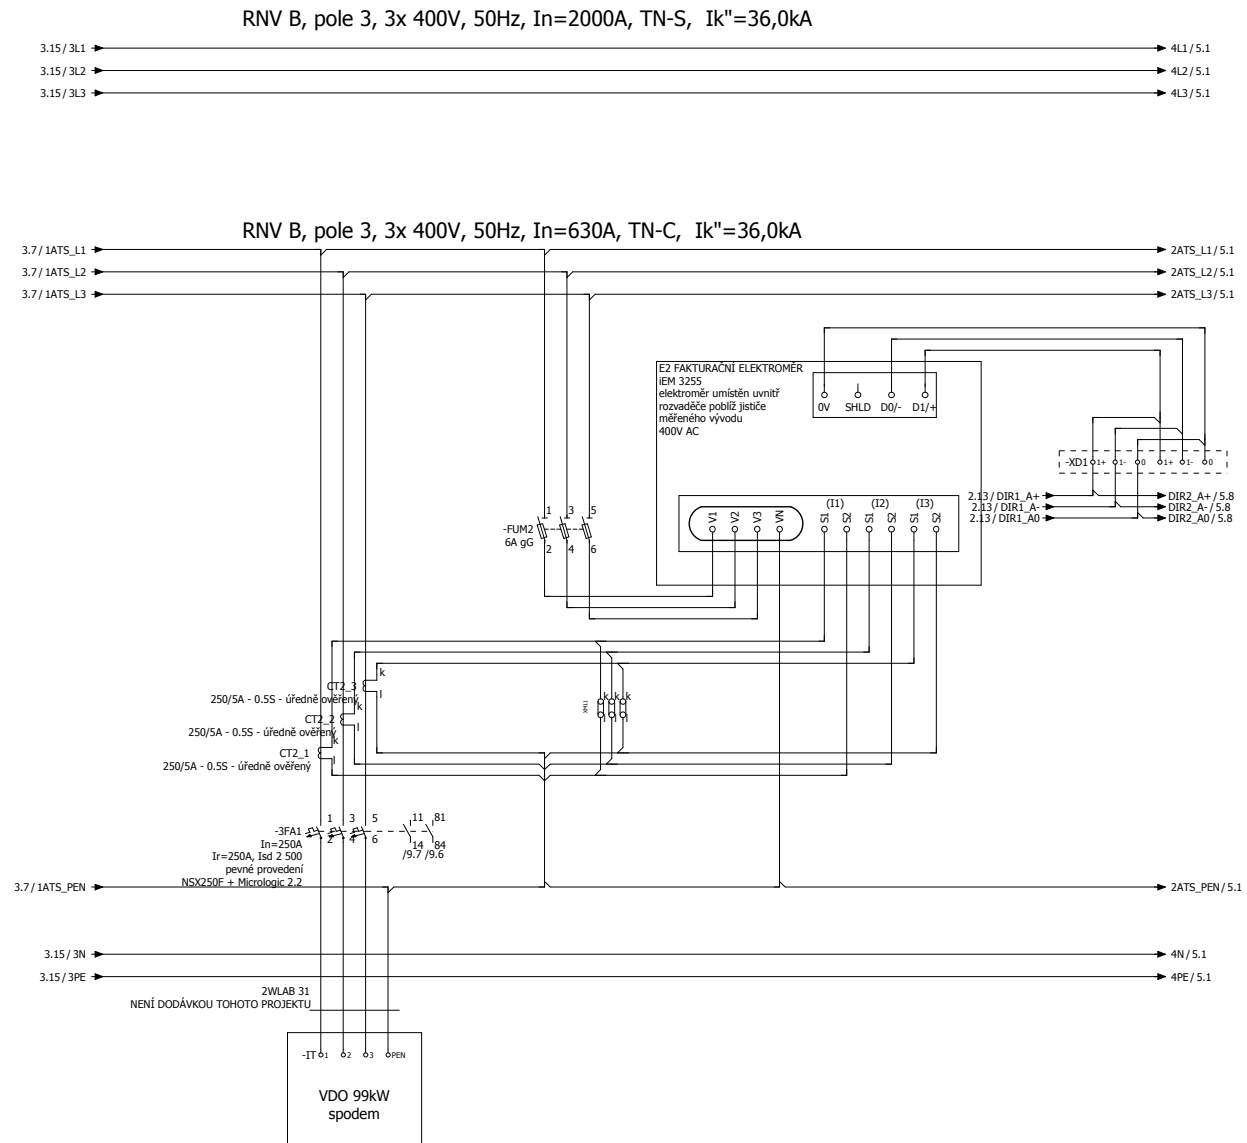 RNV B, pole 3, 3x 400V, 50Hz, In=2000A, TN-S, Ik"=36,0kA
3.15/3L1
4L1/5.1
3.15/3L2
4L2/5.1
3.15/3L3
4L3/5.1
RNV B, pole 3, 3x 400V, 50Hz, In=630A, TN-C, Ik"=36,0kA
3.7/1ATS_L1
2ATS_L1/5.1
3.7/1ATS_L2
2ATS_L2/5.1
3.7/1ATS_L3
2ATS_L3/5.1
E2 FAKTURAČNÍ ELEKTROMĚR
iEM 3255
elektroměr umístěn uvnitř
rozvaděče poblíž jističe
měřeného vývodu
400V AC
0V SHLD D0/- D1/+
-XD1 1+ 1- 0 1+ 1- 0
2.13/DIR1_A+
DIR2_A+/5.8
2.13/DIR1_A-
DIR2_A-/5.8
2.13/DIR1_A0
DIR2_A0/5.8
(I1) (I2) (I3)
V1 V2 V3 VN S1 S2 S1 S2 S1 S2
1 3 5
-FUM2
6A gG
2 4 6
k
CT2_3
l
250/5A - 0.5S - úředně ověřený
k
CT2_2
l
250/5A - 0.5S - úředně ověřený
k
CT2_1
l
250/5A - 0.5S - úředně ověřený
k k k
XM11
l l l
1 3 5 11 81
-3FA1
2 4 6 14 84
/9.7 /9.6
In=250A
Ir=250A, Isd 2 500
pevné provedení
NSX250F + Micrologic 2.2
3.7/1ATS_PEN
2ATS_PEN/5.1
3.15/3N
4N/5.1
3.15/3PE
4PE/5.1
2WLAB 31
NENÍ DODÁVKOU TOHOTO PROJEKTU
-IT 1 2 3 PEN
VDO 99kW
spodem